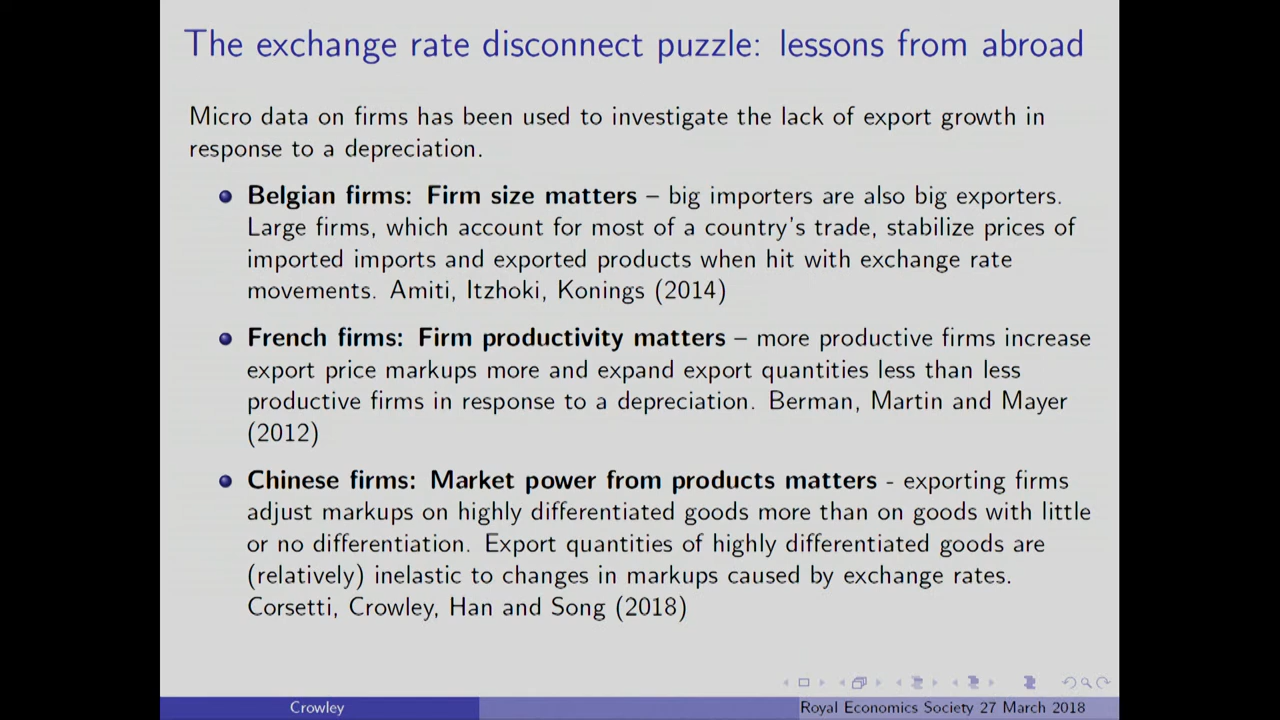 The exchange rate disconnect puzzle: lessons from abroad
Micro data on firms has been used to investigate the lack of export growth in
response to a depreciation.
Belgian firms: Firm size matters – big importers are also big exporters.
Large firms, which account for most of a country's trade, stabilize prices of
imported imports and exported products when hit with exchange rate
movements. Amiti, Itzhoki, Konings (2014)
French firms: Firm productivity matters – more productive firms increase
export price markups more and expand export quantities less than less
productive firms in response to a depreciation. Berman, Martin and Mayer
(2012)
Chinese firms: Market power from products matters - exporting firms
adjust markups on highly differentiated goods more than on goods with little
or no differentiation. Export quantities of highly differentiated goods are
(relatively) inelastic to changes in markups caused by exchange rates.
Corsetti, Crowley, Han and Song (2018)
Crowley
Royal Economics Society 27 March 2018